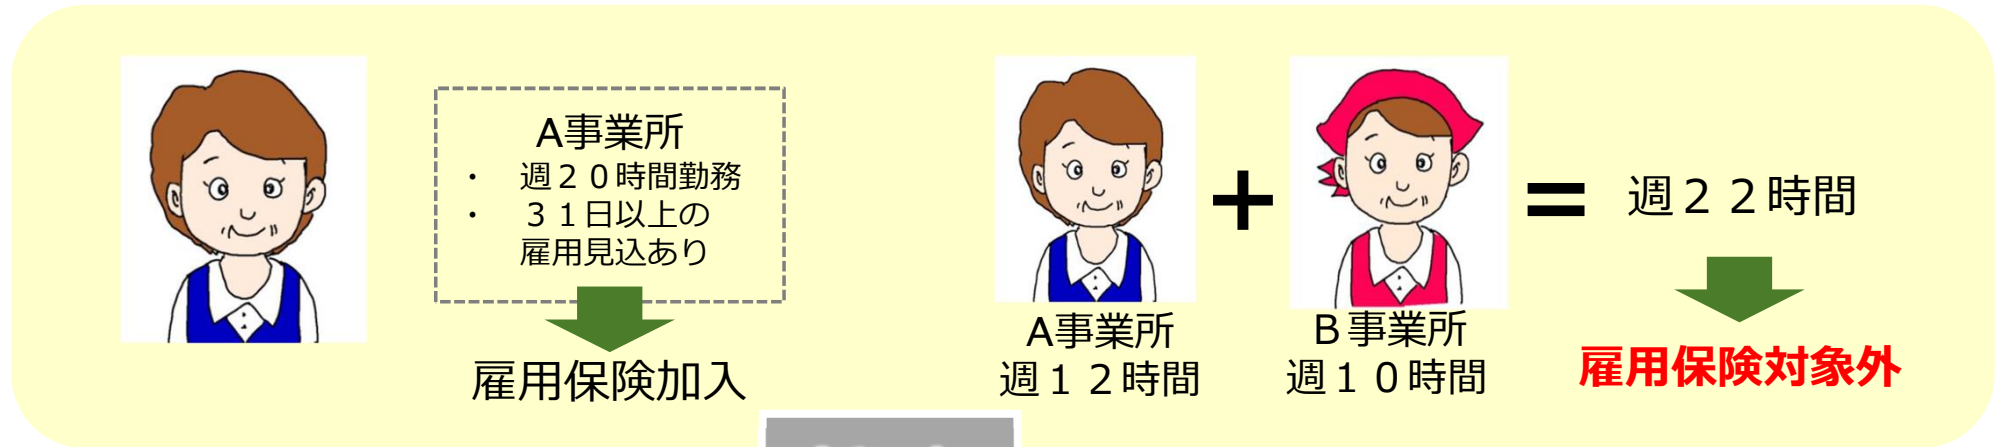 A事業所
・ 週２０時間勤務
・ ３１日以上の
雇用見込あり
雇用保険加入
+
=
週２２時間
A事業所
週１２時間
Ｂ事業所
週１０時間
雇用保険対象外